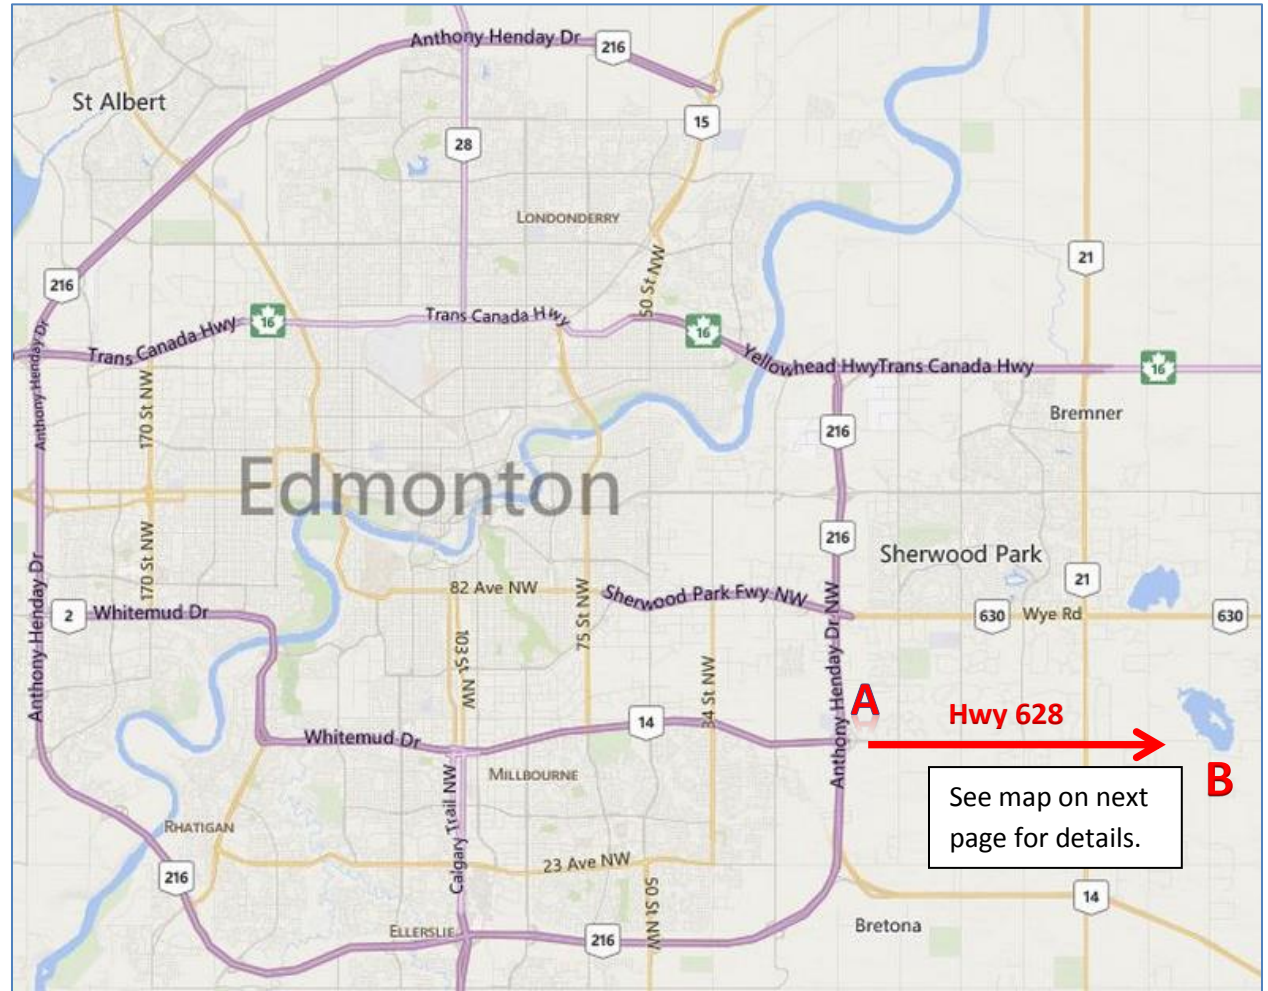 Anthony Henday Dr
216
St Albert
15
28
LONDONDERRY
50 St NW
21
216
Trans Canada Hwy
16
Trans Canada Hwy
16
Anthony Henday Dr
Yellowhead Hwy
Trans Canada Hwy
16
170 St NW
Bremner
216
Edmonton
216
Sherwood Park
170 St NW
21
82 Ave NW
75 St NW
Sherwood Park Fwy NW
Anthony Henday Dr
2
Whitemud Dr
630
Wye Rd
630
103 St NW
34 St NW
Anthony Henday Dr NW
A
Hwy 628
14
Whitemud Dr
MILLBOURNE
B
See map on next
page for details.
Calgary Trail NW
RHATIGAN
23 Ave NW
216
50 St NW
14
Bretona
ELLERSLIE
216